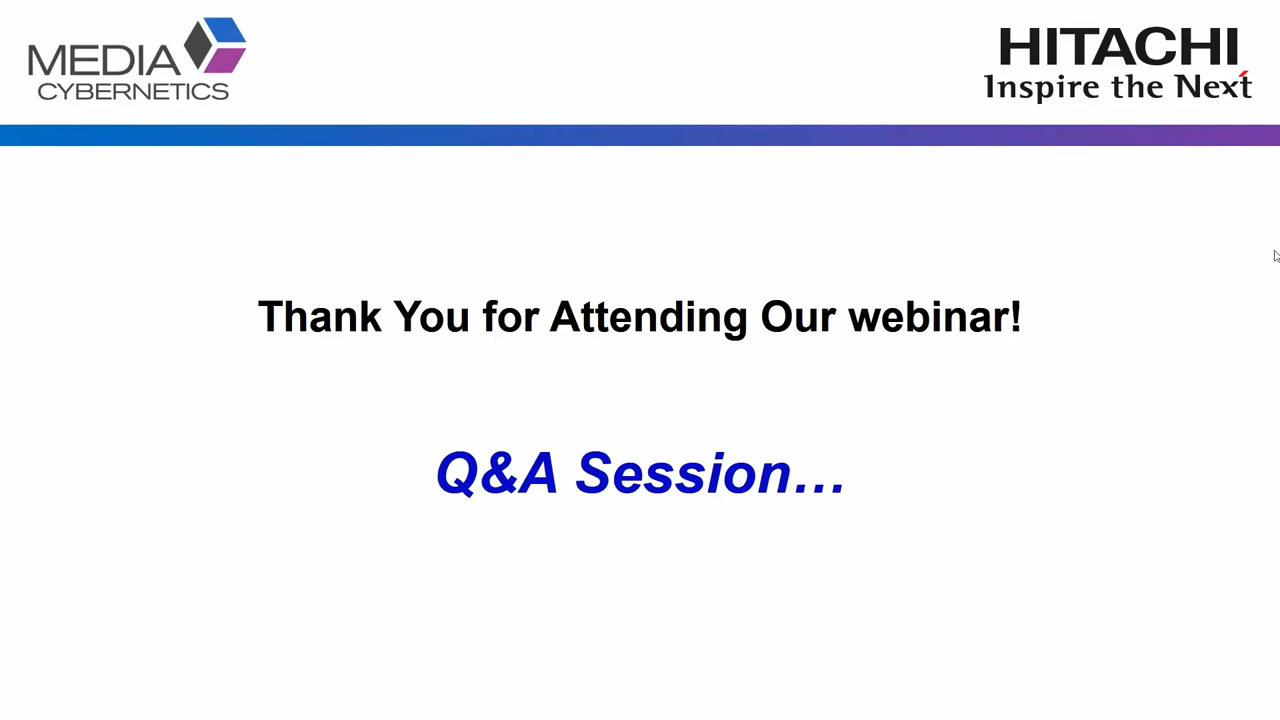 MEDIA
CYBERNETICS
HITACHI
Inspire the Next
Thank You for Attending Our webinar!
Q&A Session…